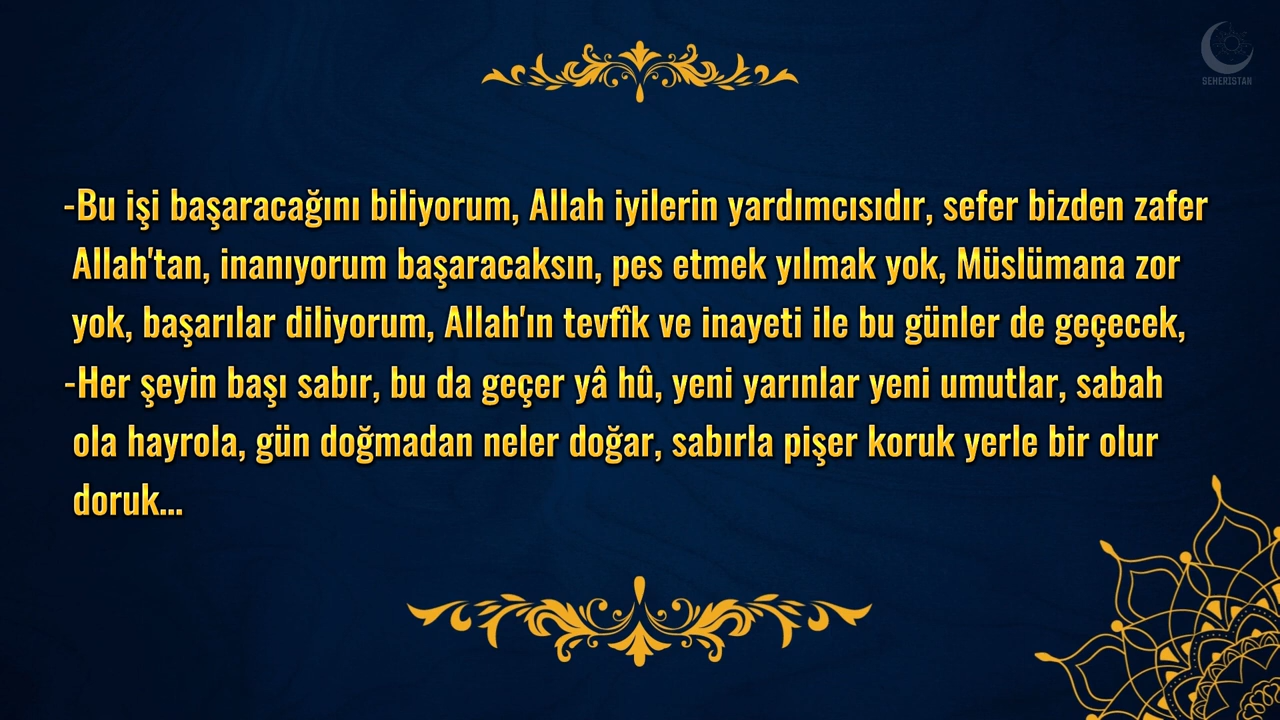 SEHERISTAN
-Bu işi başaracağını biliyorum, Allah iyilerin yardımcısıdır, sefer bizden zafer
Allah'tan, inanıyorum başaracaksın, pes etmek yılmak yok, Müslümana zor
yok, başarılar diliyorum, Allah'ın tevfîk ve inayeti ile bu günler de geçecek,
-Her şeyin başı sabır, bu da geçer yâ hû, yeni yarınlar yeni umutlar, sabah
ola hayrola, gün doğmadan neler doğar, sabırla pişer koruk yerle bir olur
doruk...